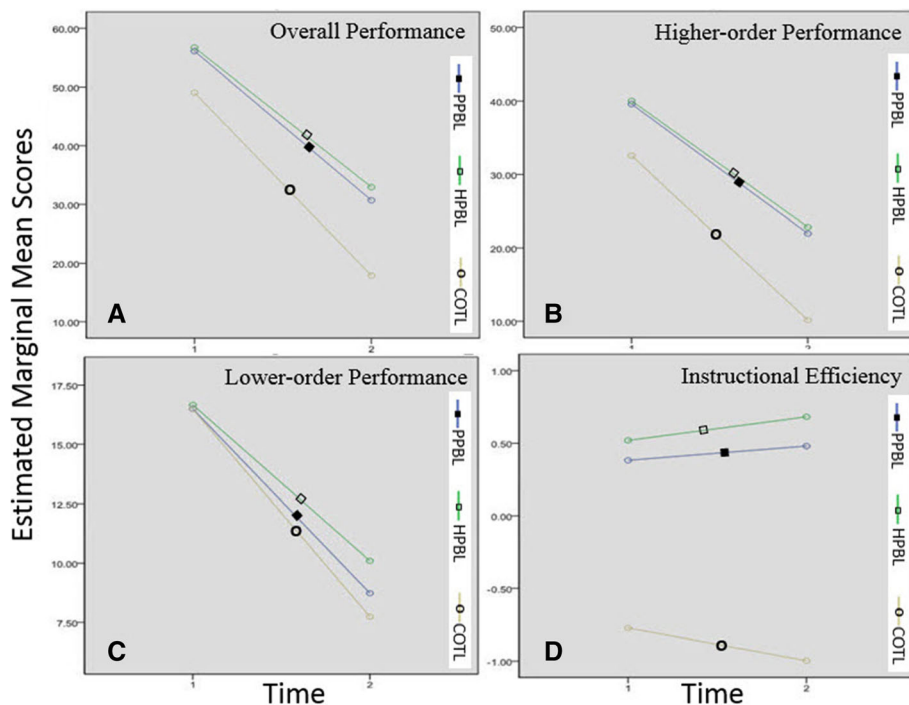 Estimated Marginal Mean Scores
Overall Performance
60.00
50.00
40.00
30.00
20.00
10.00
A
1
2
PPBL
HPBL
COTL
Higher-order Performance
50.00
40.00
30.00
20.00
10.00
B
1
2
PPBL
HPBL
COTL
Lower-order Performance
17.50
15.00
12.50
10.00
7.50
C
1
2
Time
PPBL
HPBL
COTL
Instructional Efficiency
1.00
0.50
0.00
-0.50
-1.00
D
1
2
Time
PPBL
HPBL
COTL